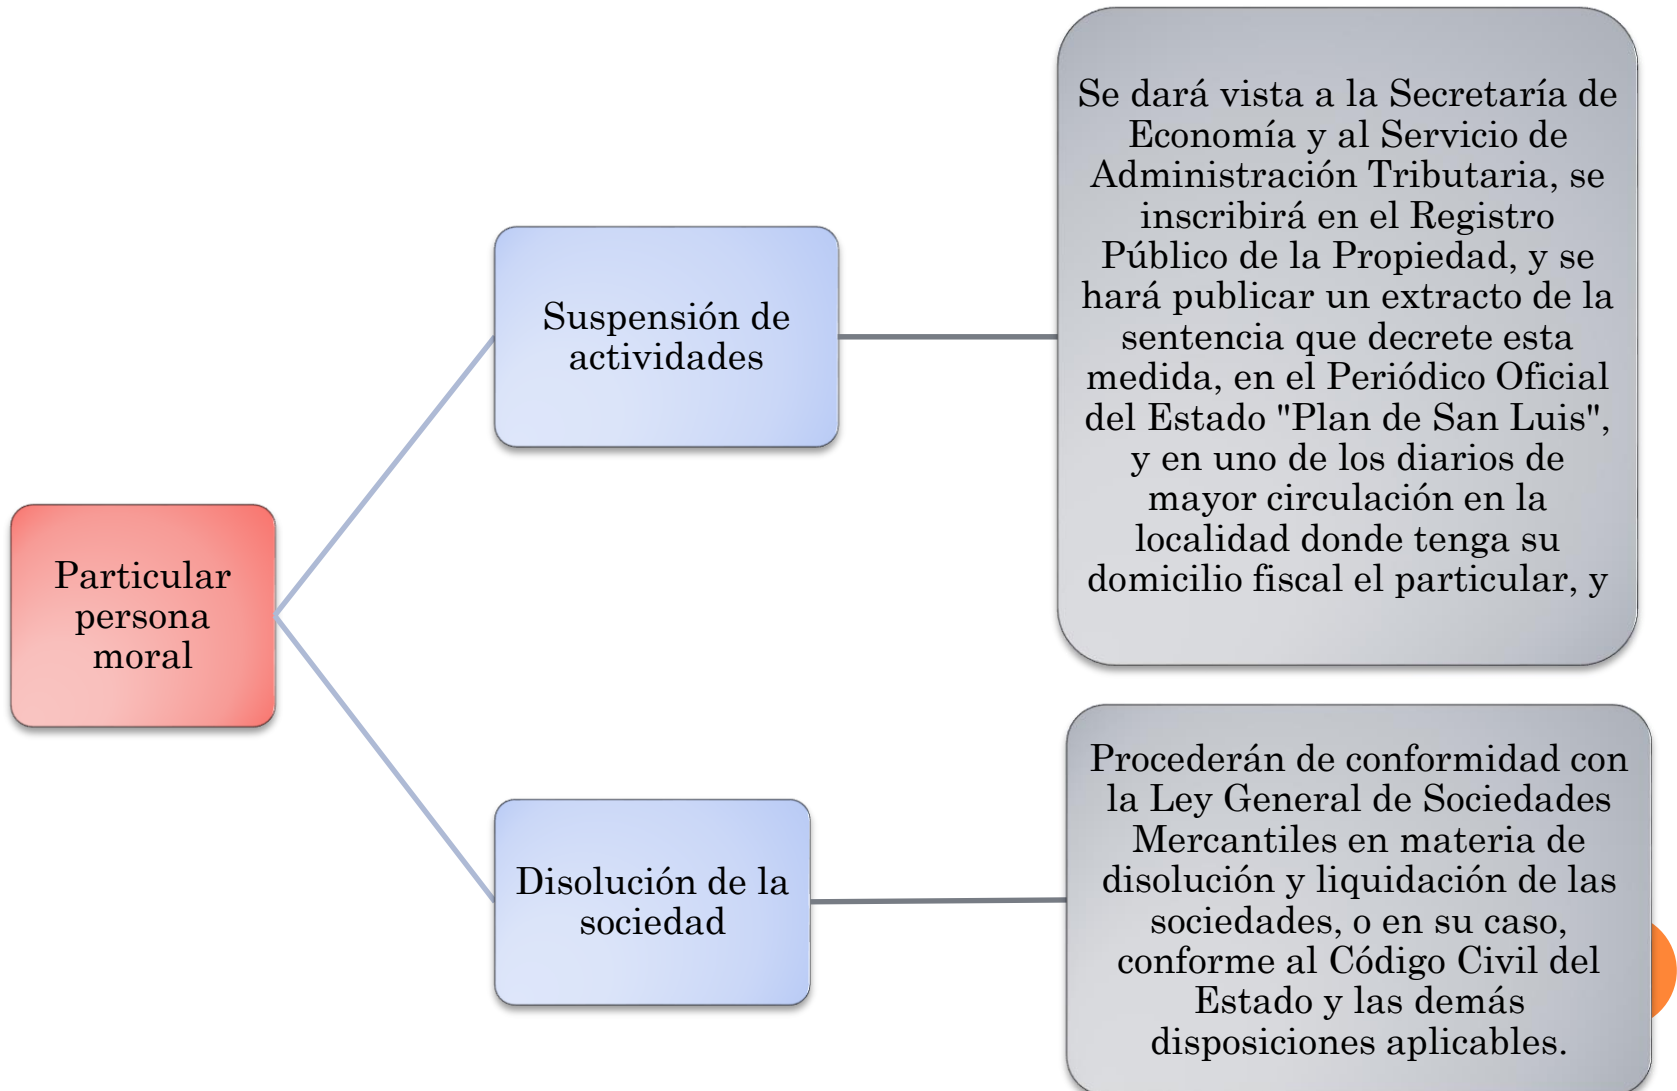 Particular
persona
moral
Suspensión de
actividades
Se dará vista a la Secretaría de
Economía y al Servicio de
Administración Tributaria, se
inscribirá en el Registro
Público de la Propiedad, y se
hará publicar un extracto de la
sentencia que decrete esta
medida, en el Periódico Oficial
del Estado "Plan de San Luis",
y en uno de los diarios de
mayor circulación en la
localidad donde tenga su
domicilio fiscal el particular, y
Disolución de la
sociedad
Procederán de conformidad con
la Ley General de Sociedades
Mercantiles en materia de
disolución y liquidación de las
sociedades, o en su caso,
conforme al Código Civil del
Estado y las demás
disposiciones aplicables.